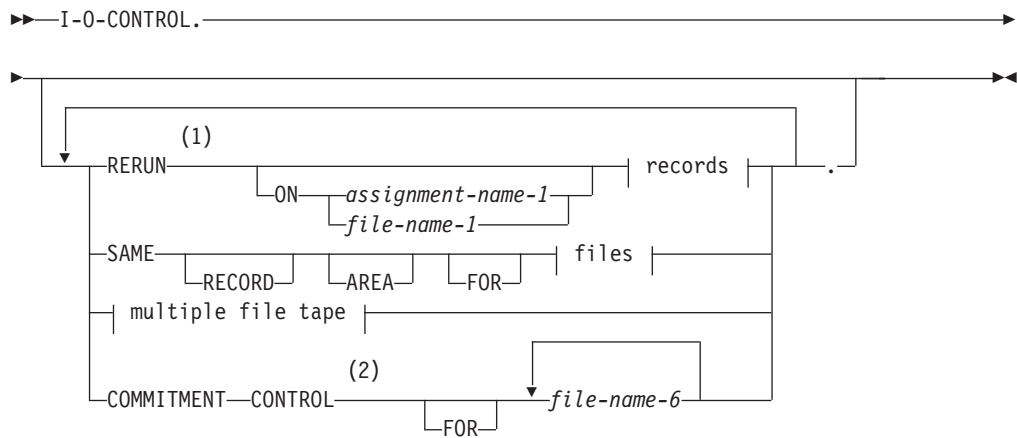 I-O-CONTROL.
(1)
RERUN records .
ON assignment-name-1
file-name-1
SAME files
RECORD AREA FOR
multiple file tape
(2)
COMMITMENT CONTROL file-name-6
FOR